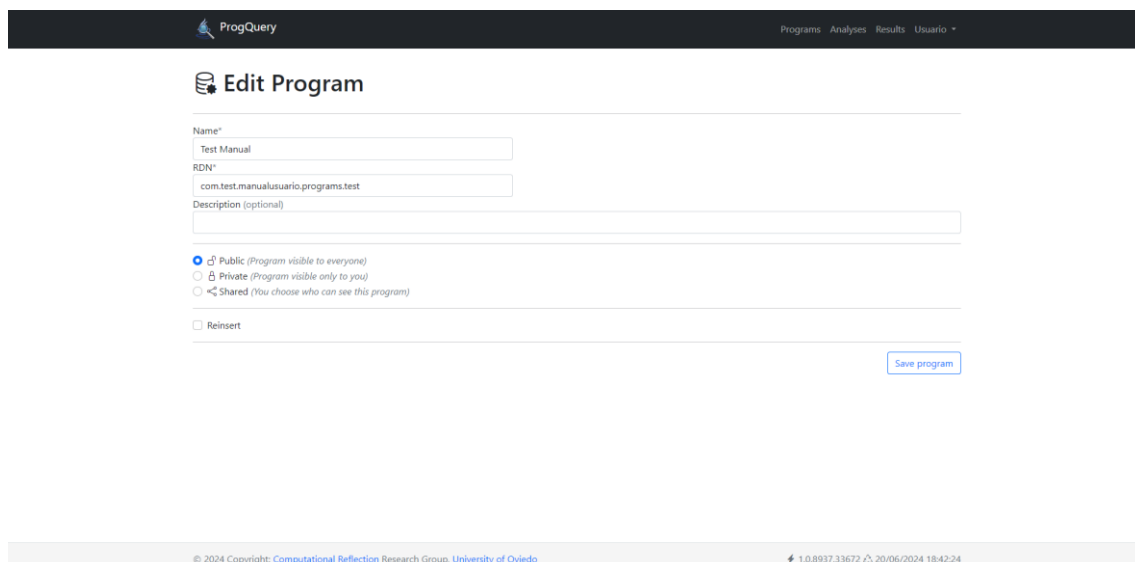 ProgQuery
Programs Analyses Results Usuario
Edit Program
Name*
Test Manual
RDN*
com.test.manualusuario.programs.test
Description (optional)
Public (Program visible to everyone)
Private (Program visible only to you)
Shared (You choose who can see this program)
Reinsert
Save program
© 2024 Copyright: Computational Reflection Research Group, University of Oviedo
1.0.8937.33672 20/06/2024 18:42:24